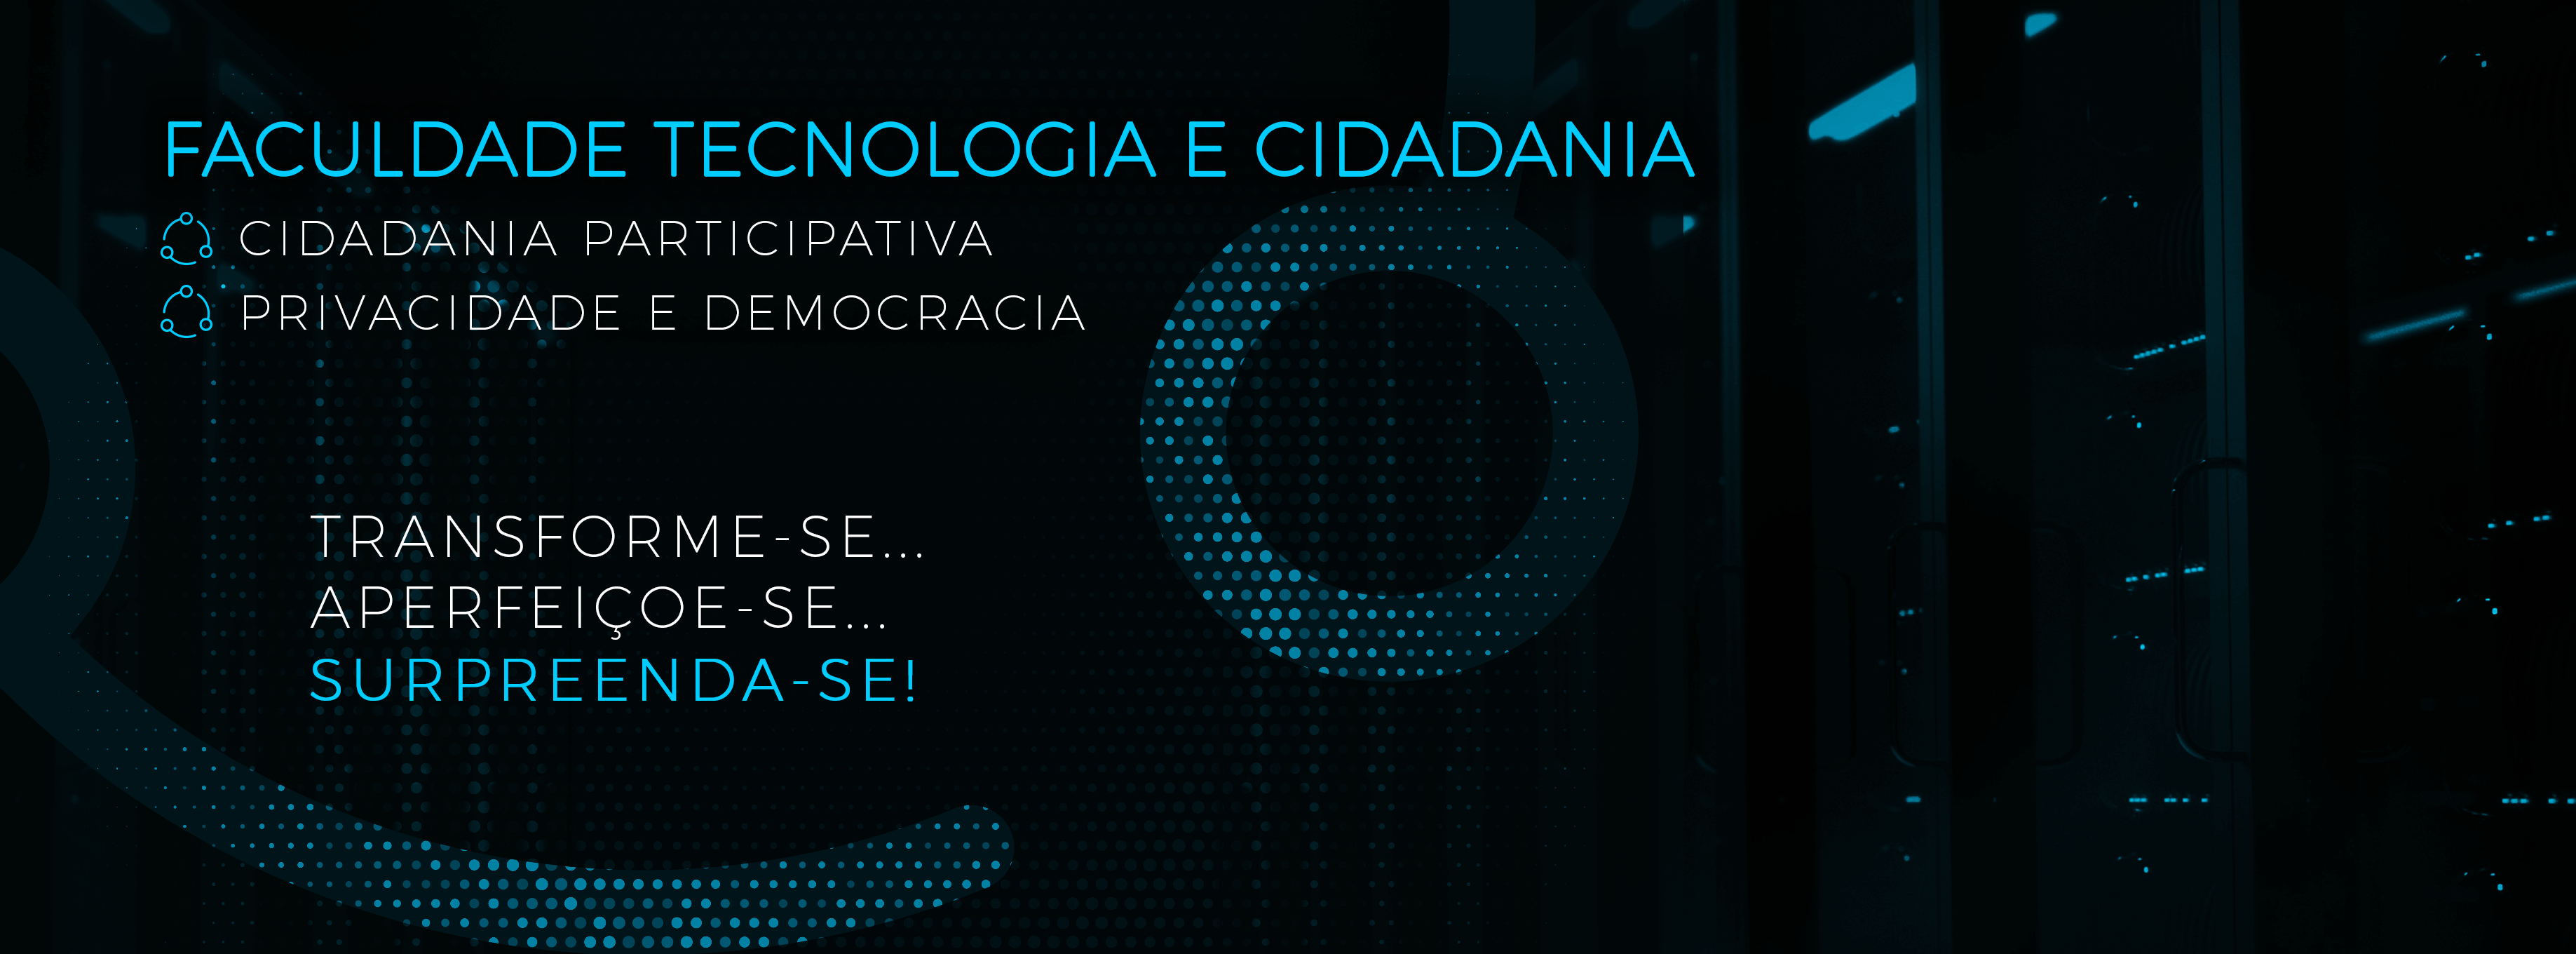 FACULDADE TECNOLOGIA E CIDADANIA
CIDADANIA PARTICIPATIVA
PRIVACIDADE E DEMOCRACIA
TRANSFORME-SE...
APERFEIÇOE-SE...
SURPREENDA-SE!